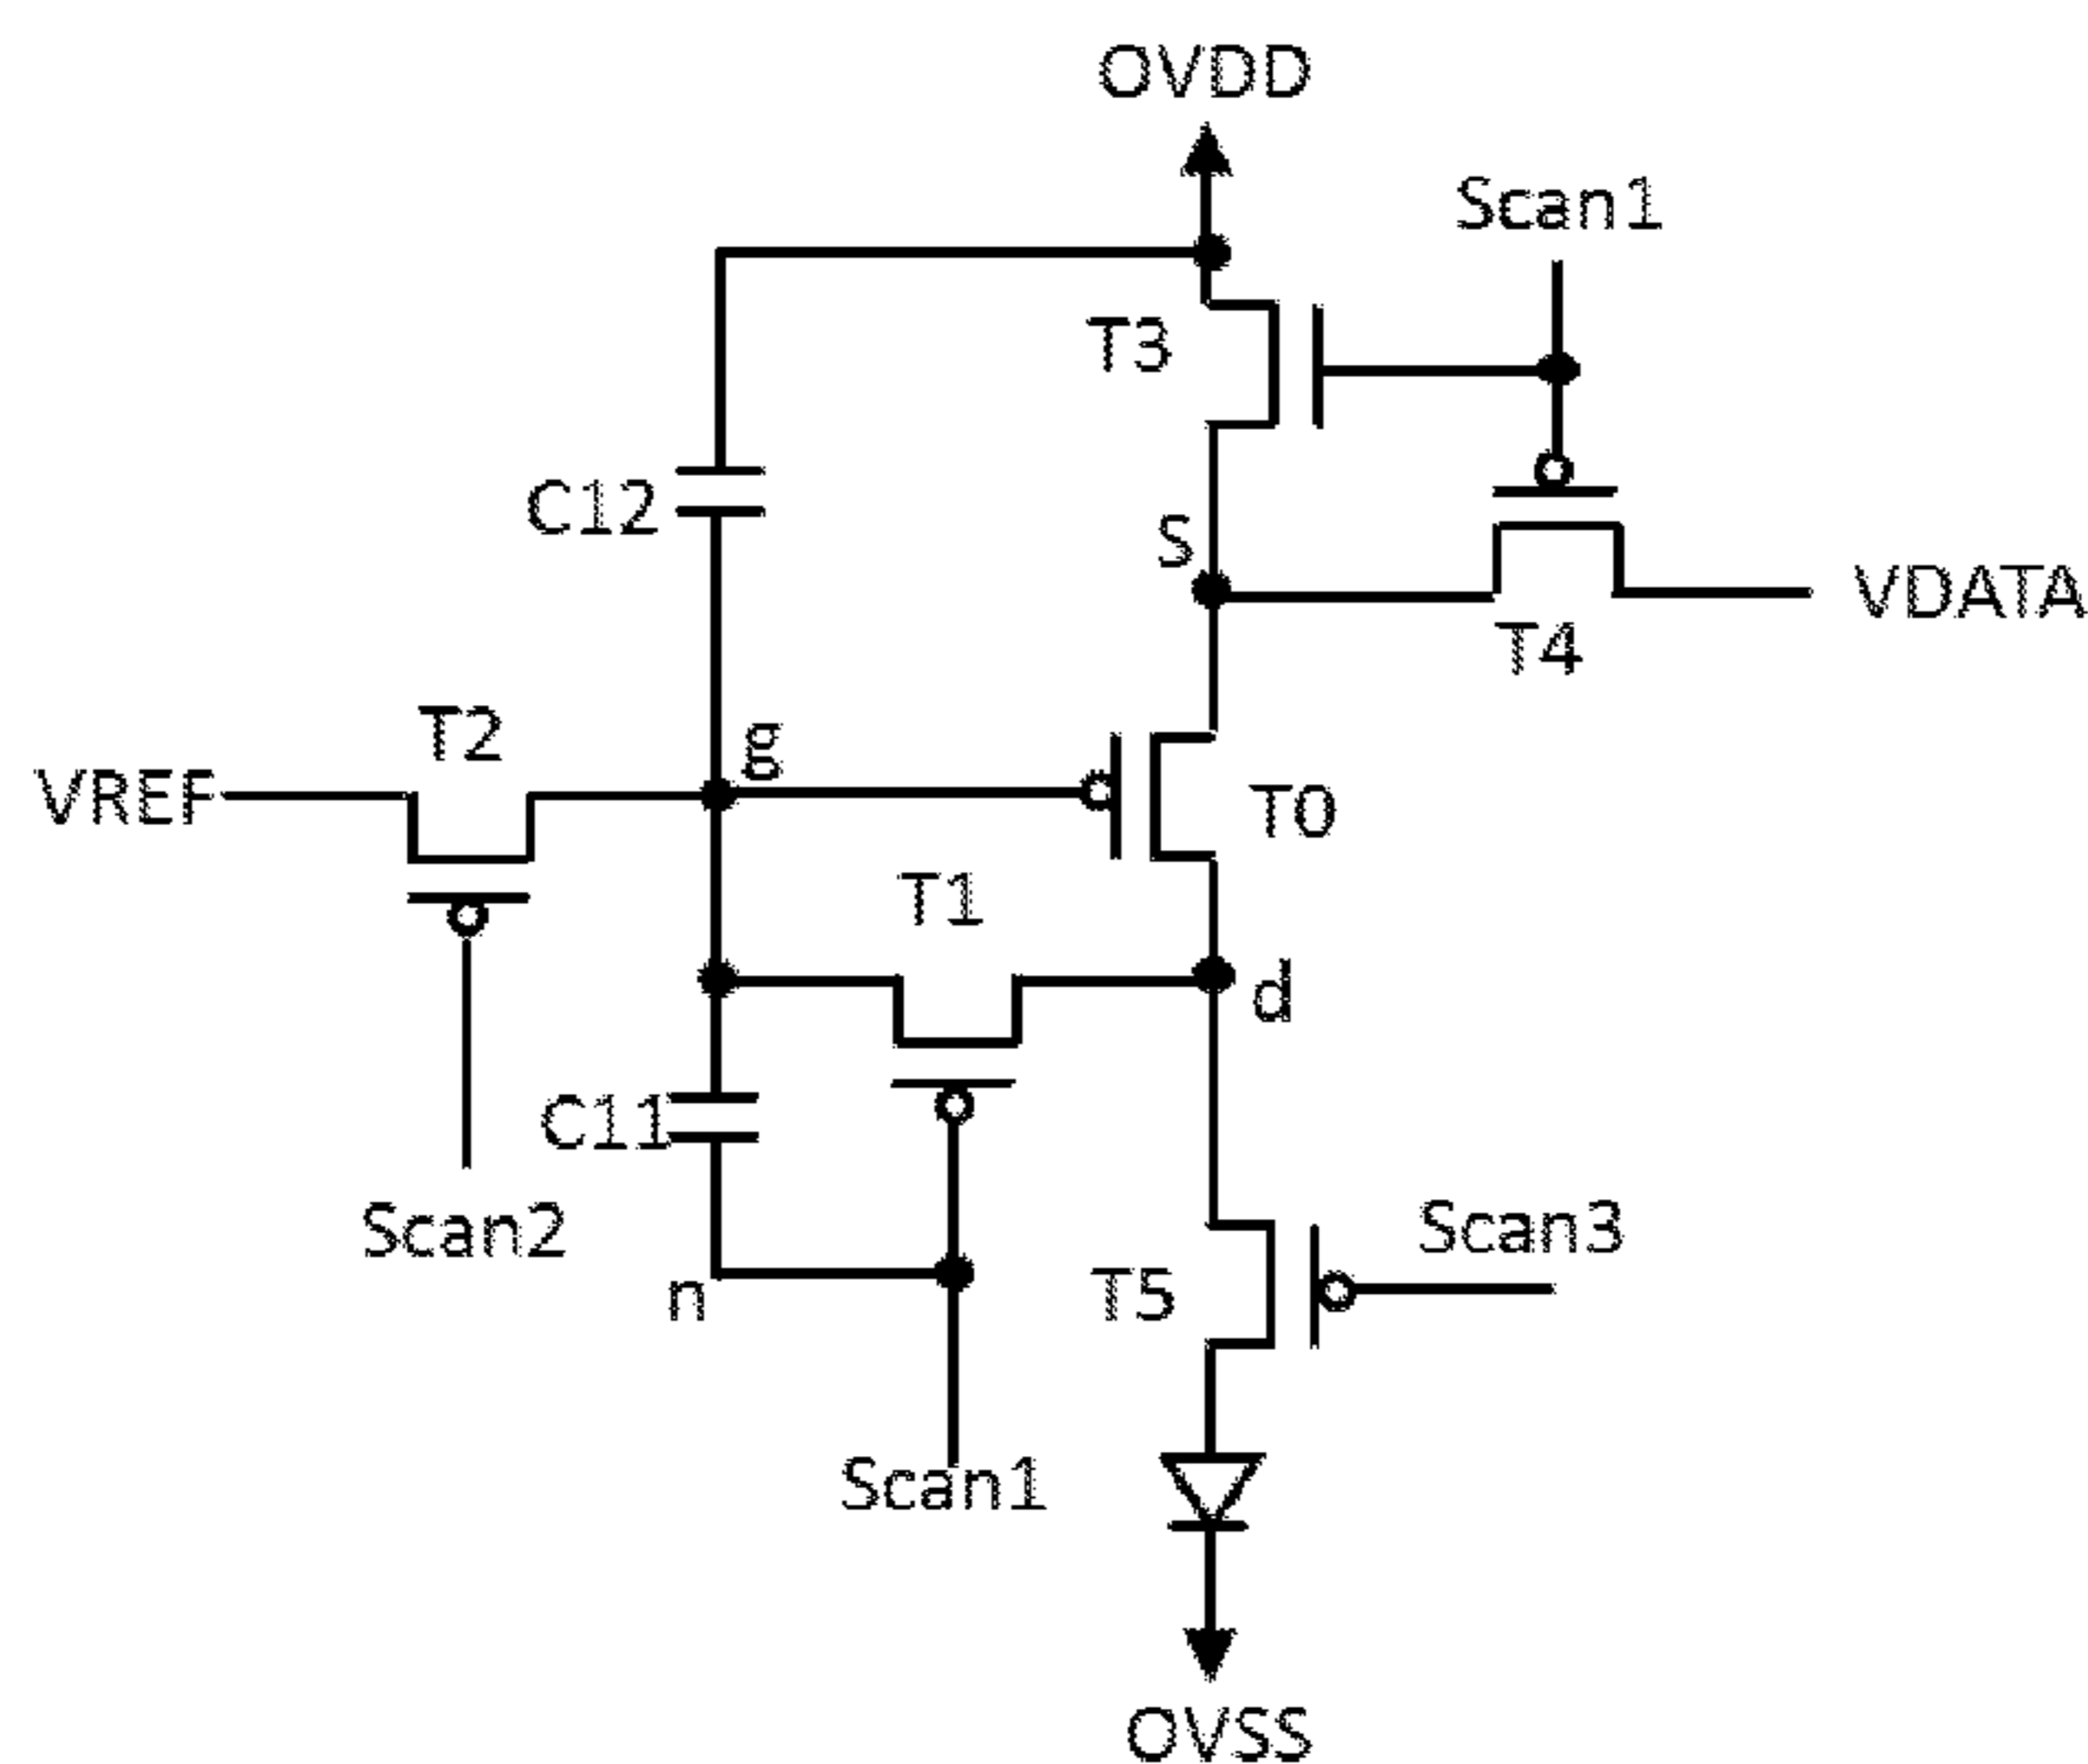 OVDD
Scan1
T3
C12
S
VDATA
T4
T2
g
VREF
T0
T1
d
C11
Scan2
Scan3
n
T5
Scan1
OVSS